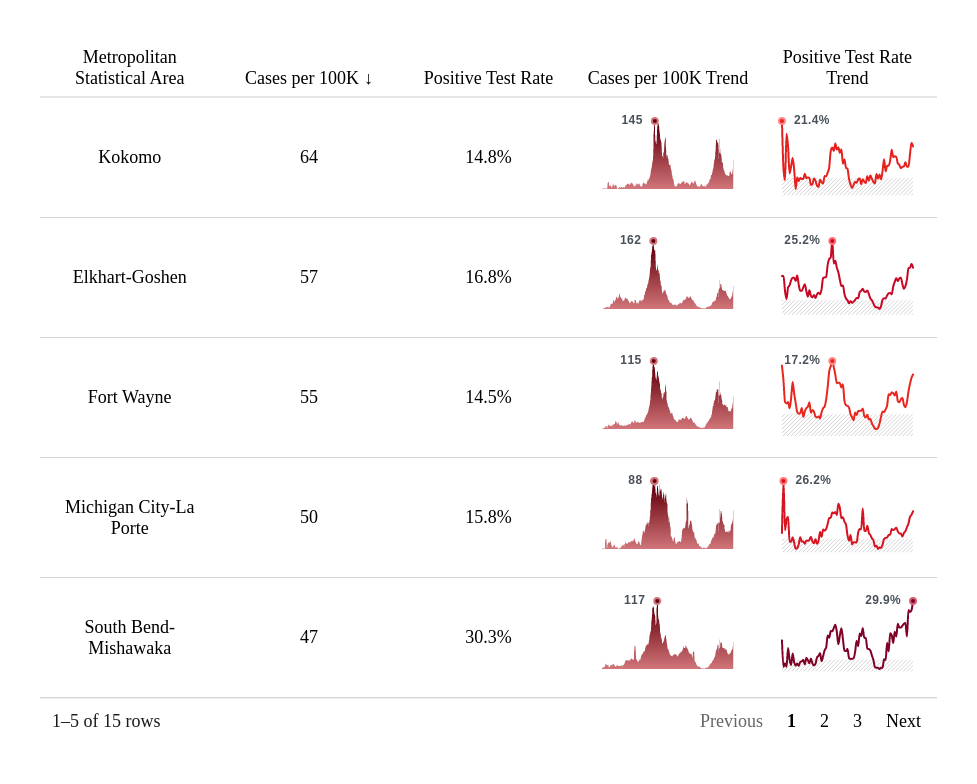 Metropolitan
Statistical Area
Cases per 100K ↓
Positive Test Rate
Cases per 100K Trend
Positive Test Rate
Trend
Kokomo
64
14.8%
145
21.4%
Elkhart-Goshen
57
16.8%
162
25.2%
Fort Wayne
55
14.5%
115
17.2%
Michigan City-La
Porte
50
15.8%
88
26.2%
South Bend-
Mishawaka
47
30.3%
117
29.9%
1–5 of 15 rows
Previous 1 2 3 Next